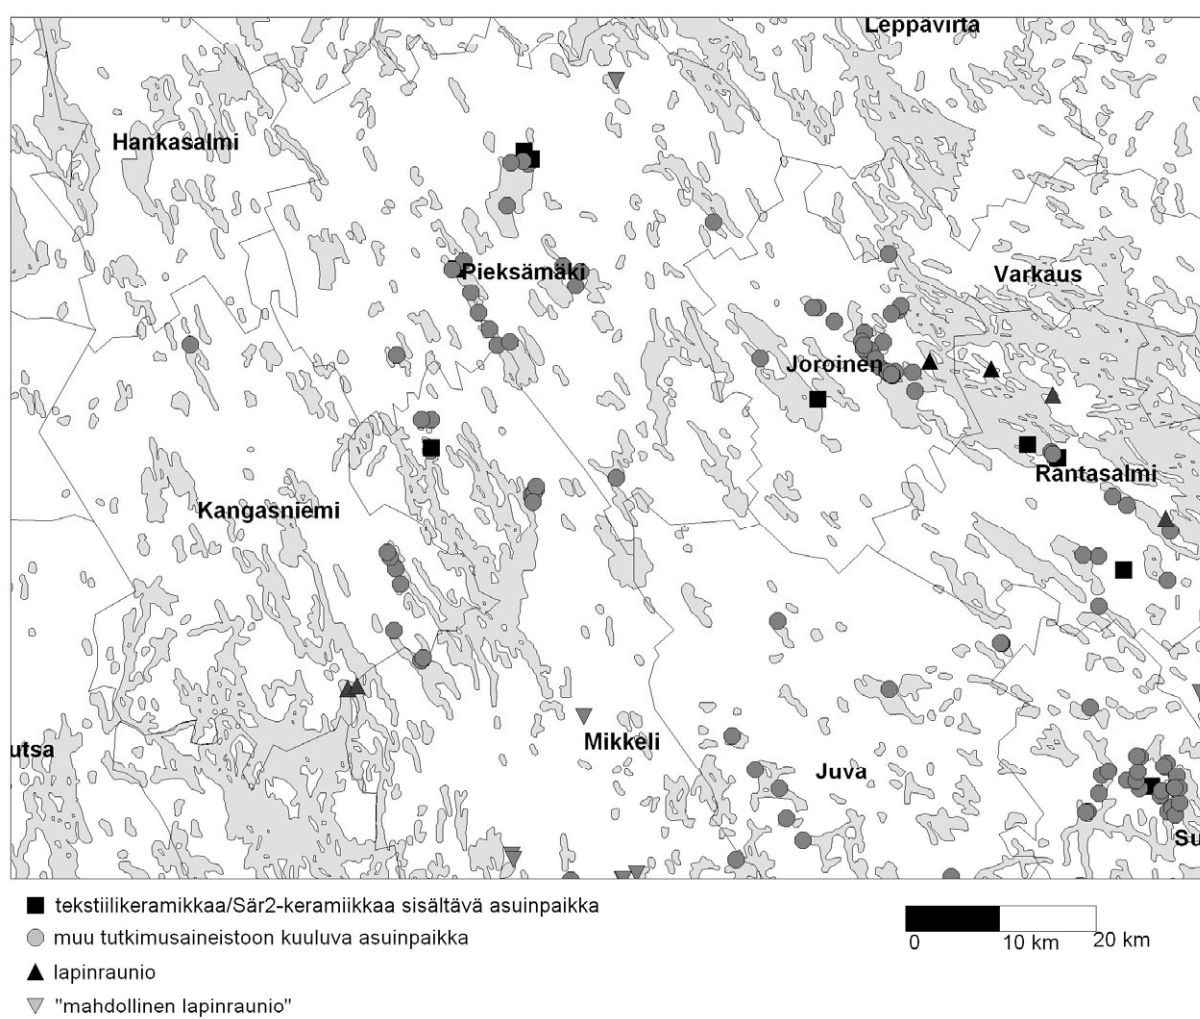 Leppävirta
Hankasalmi
Pieksämäki
Varkaus
Joroinen
Rantasalmi
Kangasniemi
utsa
Mikkeli
Juva
Su
tekstiilikeramikkaa/Sär2-keramiikkaa sisältävä asuinpaikka
muu tutkimusaineistoon kuuluva asuinpaikka
lapinraunio
"mahdollinen lapinraunio"
0 10 km 20 km